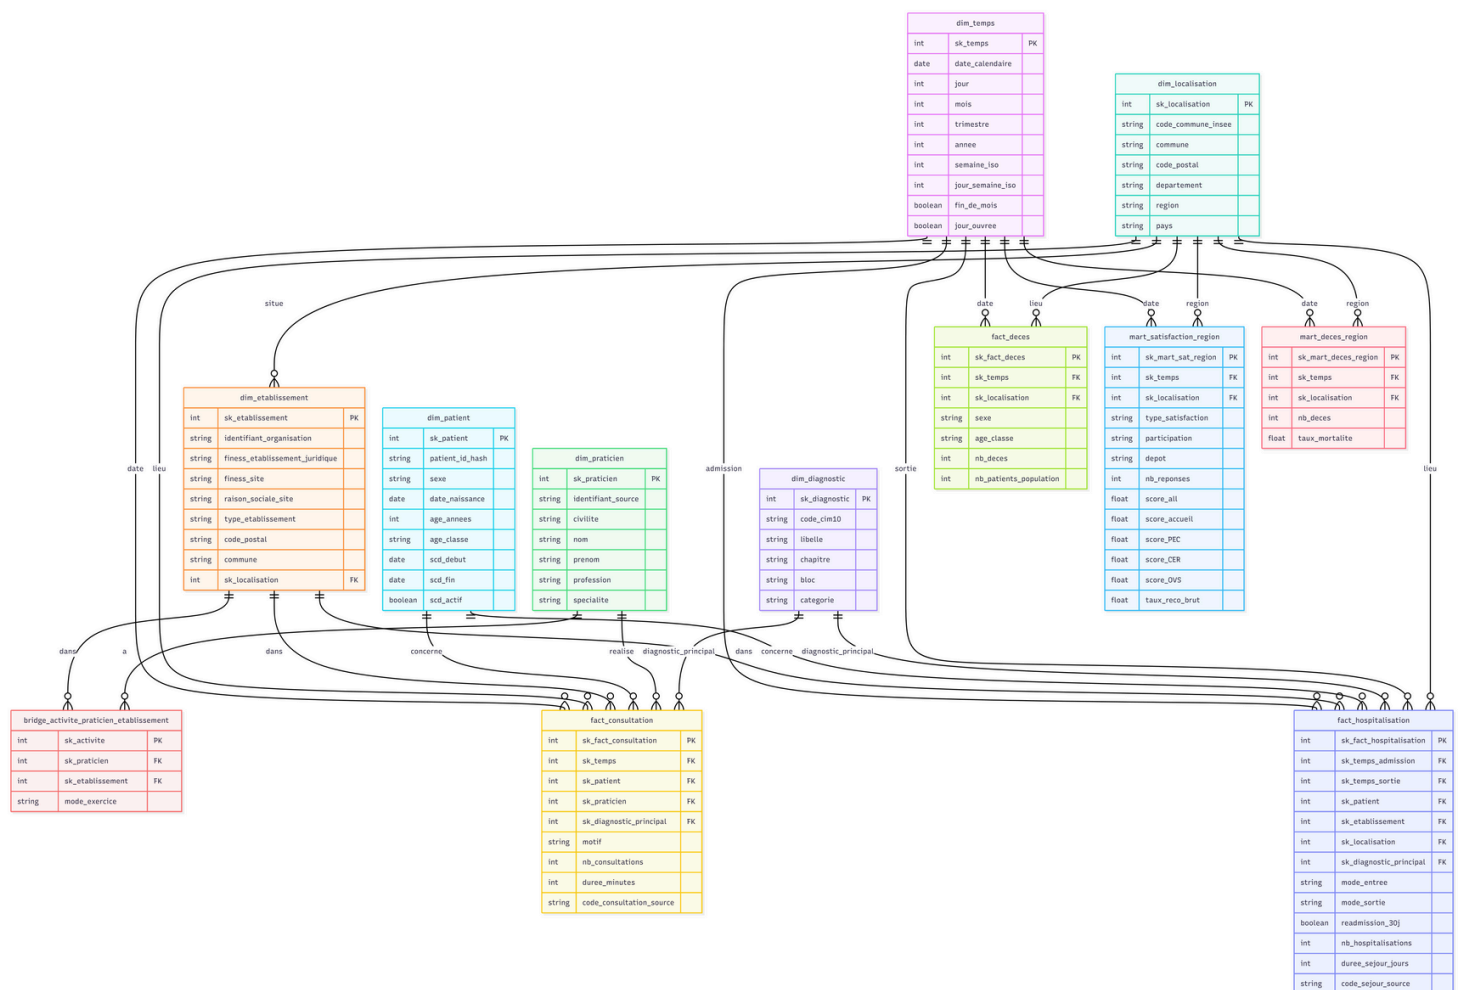 dim_temps
int sk_temps PK
date date_calendaire
int jour
int mois
int trimestre
int annee
int semaine_iso
int jour_semaine_iso
boolean fin_de_mois
boolean jour_ouvree
dim_localisation
int sk_localisation PK
string code_commune_insee
string commune
string code_postal
string departement
string region
string pays
situe
date
lieu
date
region
date
region
fact_deces
int sk_fact_deces PK
int sk_temps FK
int sk_localisation FK
string sexe
string age_classe
int nb_deces
int nb_patients_population
mart_satisfaction_region
int sk_mart_sat_region PK
int sk_temps FK
int sk_localisation FK
string type_satisfaction
string participation
string depot
int nb_reponses
float score_all
float score_accueil
float score_PEC
float score_CER
float score_OVS
float taux_reco_brut
mart_deces_region
int sk_mart_deces_region PK
int sk_temps FK
int sk_localisation FK
int nb_deces
float taux_mortalite
dim_etablissement
int sk_etablissement PK
string identifiant_organisation
string finess_etablissement_juridique
string finess_site
string raison_sociale_site
string type_etablissement
string code_postal
string commune
int sk_localisation FK
dim_patient
int sk_patient PK
string patient_id_hash
string sexe
date date_naissance
int age_annees
string age_classe
date scd_debut
date scd_fin
boolean scd_actif
dim_praticien
int sk_praticien PK
string identifiant_source
string civilite
string nom
string prenom
string profession
string specialite
dim_diagnostic
int sk_diagnostic PK
string code_cim10
string libelle
string chapitre
string bloc
string categorie
date
lieu
admission
sortie
lieu
dans
a
dans
concerne
realise
diagnostic_principal
dans
concerne
diagnostic_principal
bridge_activite_praticien_etablissement
int sk_activite PK
int sk_praticien FK
int sk_etablissement FK
string mode_exercice
fact_consultation
int sk_fact_consultation PK
int sk_temps FK
int sk_patient FK
int sk_praticien FK
int sk_diagnostic_principal FK
string motif
int nb_consultations
int duree_minutes
string code_consultation_source
fact_hospitalisation
int sk_fact_hospitalisation PK
int sk_temps_admission FK
int sk_temps_sortie FK
int sk_patient FK
int sk_etablissement FK
int sk_localisation FK
int sk_diagnostic_principal FK
string mode_entree
string mode_sortie
boolean readmission_30j
int nb_hospitalisations
int duree_sejour_jours
string code_sejour_source